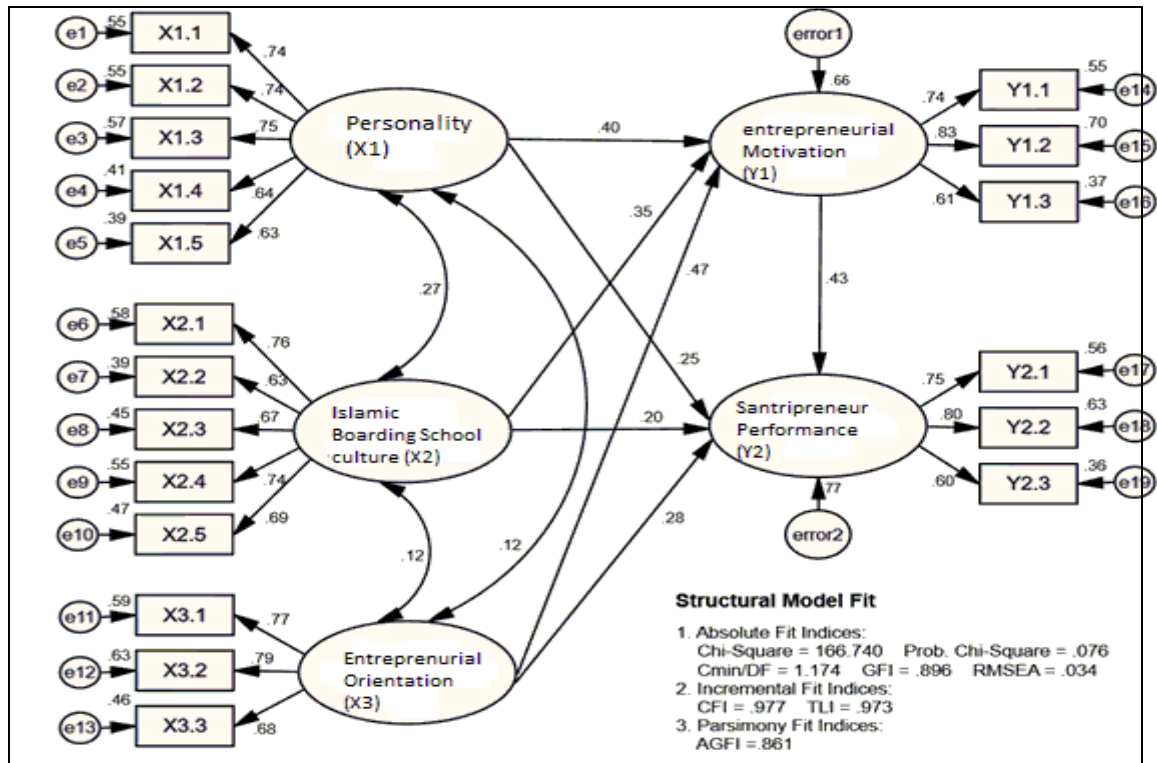 e1
.55
X1.1
.74
e2
.55
X1.2
.74
e3
.57
X1.3
.75
e4
.41
X1.4
.64
e5
.39
X1.5
.63
Personality
(X1)
.27
e6
.58
X2.1
.76
e7
.39
X2.2
.63
e8
.45
X2.3
.67
e9
.55
X2.4
.74
e10
.47
X2.5
.69
Islamic
Boarding School
culture (X2)
.12
.12
e11
.59
X3.1
.77
e12
.63
X3.2
.79
e13
.46
X3.3
.68
Entreprenurial
Orientation
(X3)
.40
.35
.47
.25
.20
.28
error1
.66
entrepreneurial
Motivation
(Y1)
.74
Y1.1
.55
e14
.83
Y1.2
.70
e15
.61
Y1.3
.37
e16
.43
Santripreneur
Performance
(Y2)
.77
error2
.75
Y2.1
.56
e17
.80
Y2.2
.63
e18
.60
Y2.3
.36
e19
Structural Model Fit
1. Absolute Fit Indices:
Chi-Square = 166.740 Prob. Chi-Square = .076
Cmin/DF = 1.174 GFI = .896 RMSEA = .034
2. Incremental Fit Indices:
CFI = .977 TLI = .973
3. Parsimony Fit Indices:
AGFI =.861